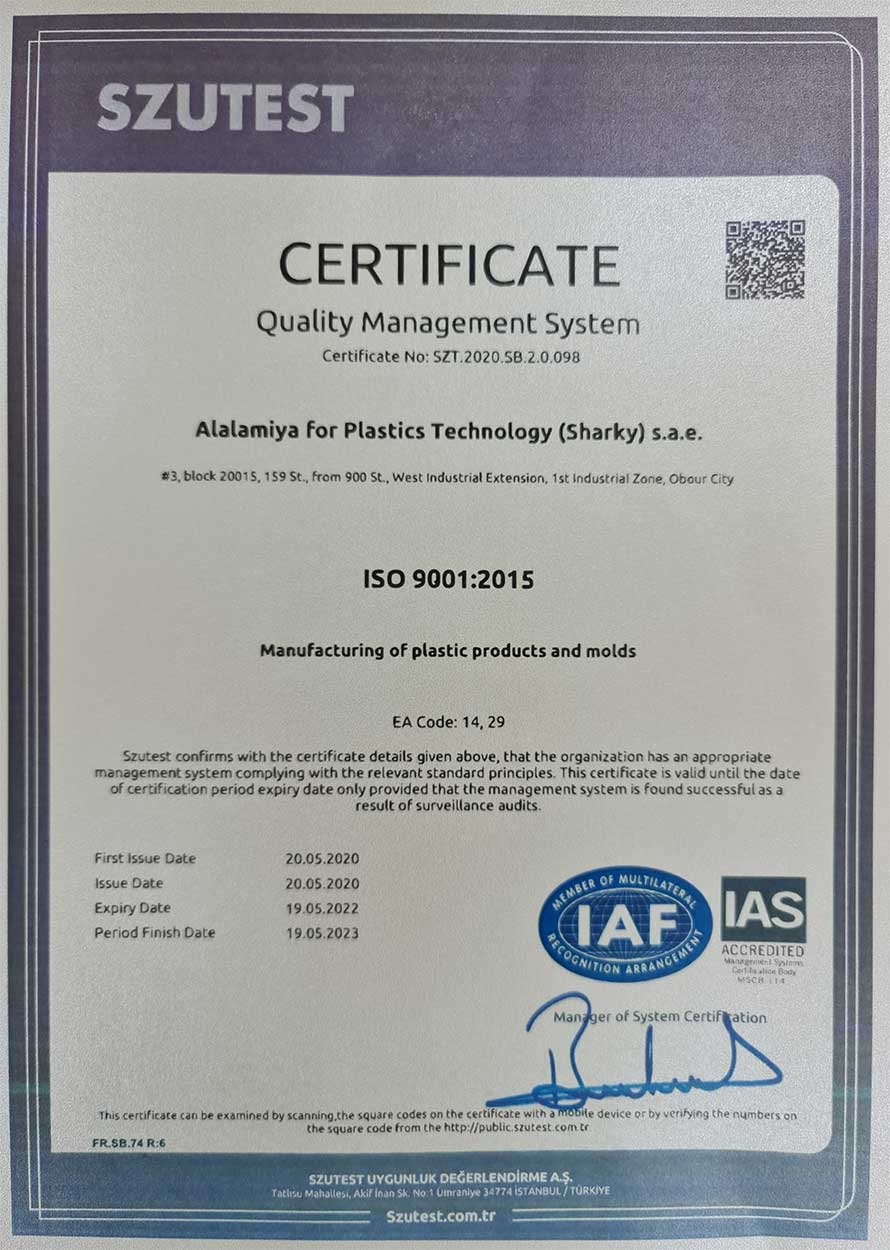 SZUTEST
CERTIFICATE
Quality Management System
Certificate No: SZT.2020.SB.2.0.098
Alalamiya for Plastics Technology (Sharky) s.a.e.
#3, block 20015, 159 St., from 900 St., West Industrial Extension, 1st Industrial Zone, Obour City
ISO 9001:2015
Manufacturing of plastic products and molds
EA Code: 14, 29
Szutest confirms with the certificate details given above, that the organization has an appropriate
management system complying with the relevant standard principles. This certificate is valid until the date
of certification period expiry date only provided that the management system is found successful as a
result of surveillance audits.
First Issue Date 20.05.2020
Issue Date 20.05.2020
Expiry Date 19.05.2022
Period Finish Date 19.05.2023
MEMBER OF MULTILATERAL
IAF
RECOGNITION ARRANGEMENT
IAS
ACCREDITED
Management Systems
Certification Body
MSCB-114
Manager of System Certification
This certificate can be examined by scanning,the square codes on the certificate with a mobile device or by verifying the numbers on
the square code from the http://public.szutest.com.tr
FR.SB.74 R:6
SZUTEST UYGUNLUK DEĞERLENDİRME A.Ş.
Tatlısu Mahallesi, Akif İnan Sk. No:1 Ümraniye 34774 İSTANBUL / TÜRKİYE
Szutest.com.tr